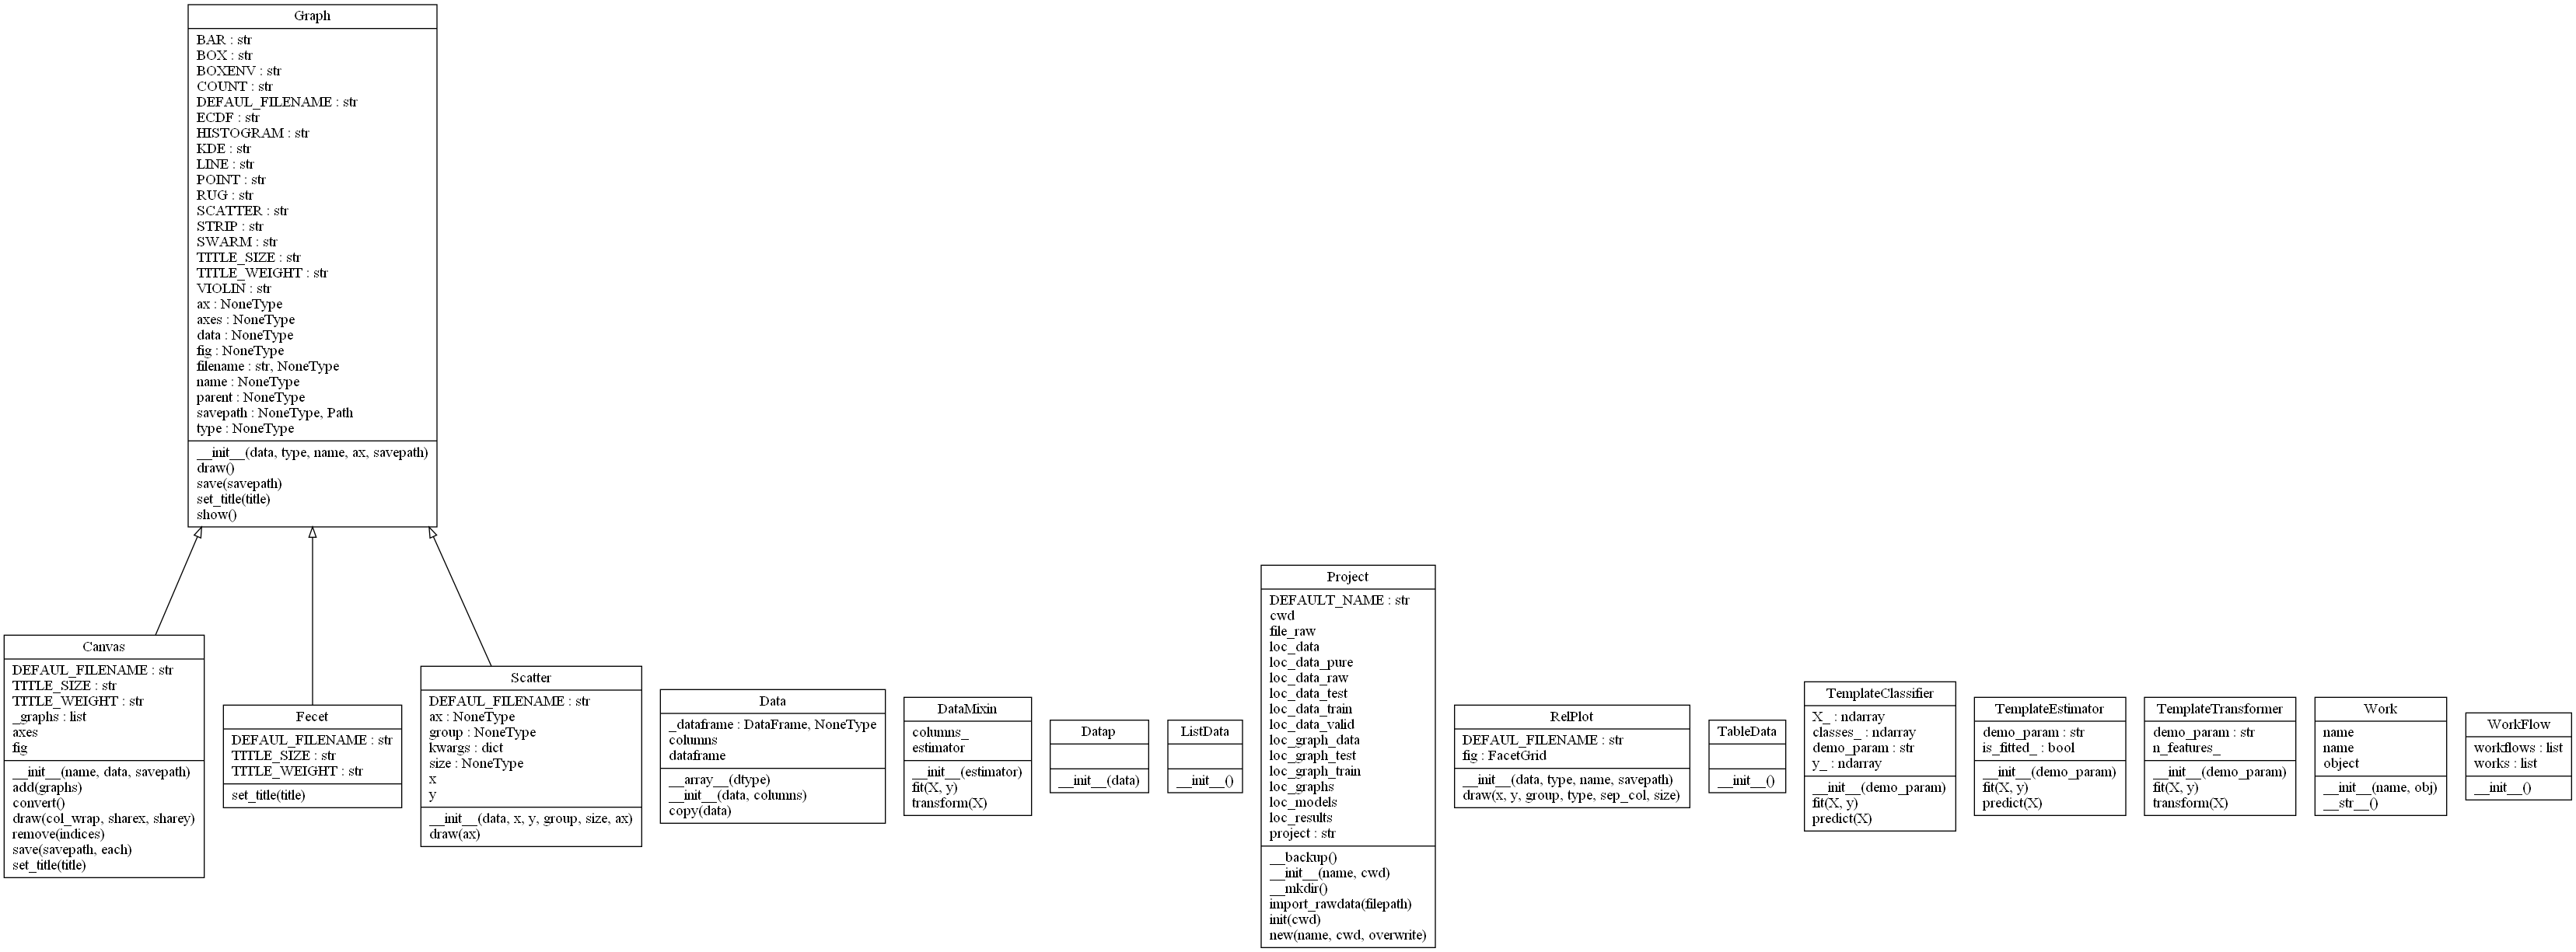 Graph
BAR : str
BOX : str
BOXENV : str
COUNT : str
DEFAUL_FILENAME : str
ECDF : str
HISTOGRAM : str
KDE : str
LINE : str
POINT : str
RUG : str
SCATTER : str
STRIP : str
SWARM : str
TITLE_SIZE : str
TITLE_WEIGHT : str
VIOLIN : str
ax : NoneType
axes : NoneType
data : NoneType
fig : NoneType
filename : str, NoneType
name : NoneType
parent : NoneType
savepath : NoneType, Path
type : NoneType
__init__(data, type, name, ax, savepath)
draw()
save(savepath)
set_title(title)
show()
Canvas
DEFAUL_FILENAME : str
TITLE_SIZE : str
TITLE_WEIGHT : str
_graphs : list
axes
fig
__init__(name, data, savepath)
add(graphs)
convert()
draw(col_wrap, sharex, sharey)
remove(indices)
save(savepath, each)
set_title(title)
Fecet
DEFAUL_FILENAME : str
TITLE_SIZE : str
TITLE_WEIGHT : str
set_title(title)
Scatter
DEFAUL_FILENAME : str
ax : NoneType
group : NoneType
kwargs : dict
size : NoneType
x
y
__init__(data, x, y, group, size, ax)
draw(ax)
Data
_dataframe : DataFrame, NoneType
columns
dataframe
__array__(dtype)
__init__(data, columns)
copy(data)
DataMixin
columns_
estimator
__init__(estimator)
fit(X, y)
transform(X)
Datap
__init__(data)
ListData
__init__()
Project
DEFAULT_NAME : str
cwd
file_raw
loc_data
loc_data_pure
loc_data_raw
loc_data_test
loc_data_train
loc_data_valid
loc_graph_data
loc_graph_test
loc_graph_train
loc_graphs
loc_models
loc_results
project : str
__backup()
__init__(name, cwd)
__mkdir()
import_rawdata(filepath)
init(cwd)
new(name, cwd, overwrite)
RelPlot
DEFAUL_FILENAME : str
fig : FacetGrid
__init__(data, type, name, savepath)
draw(x, y, group, type, sep_col, size)
TableData
__init__()
TemplateClassifier
X_ : ndarray
classes_ : ndarray
demo_param : str
y_ : ndarray
__init__(demo_param)
fit(X, y)
predict(X)
TemplateEstimator
demo_param : str
is_fitted_ : bool
__init__(demo_param)
fit(X, y)
predict(X)
TemplateTransformer
demo_param : str
n_features_
__init__(demo_param)
fit(X, y)
transform(X)
Work
name
name
object
__init__(name, obj)
__str__()
WorkFlow
workflows : list
works : list
__init__()